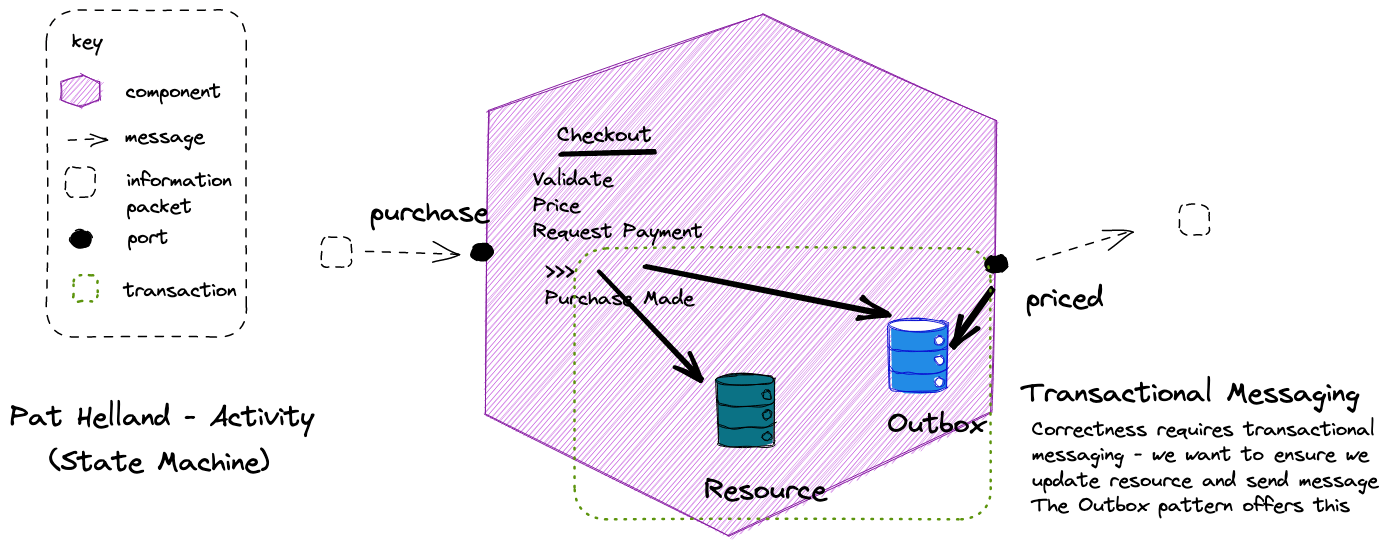 key
component
message
information
packet
port
transaction
Pat Helland - Activity
(State Machine)
purchase
Checkout
Validate
Price
Request Payment
>>>
Purchase Made
Resource
Outbox
priced
Transactional Messaging
Correctness requires transactional
messaging - we want to ensure we
update resource and send message
The Outbox pattern offers this